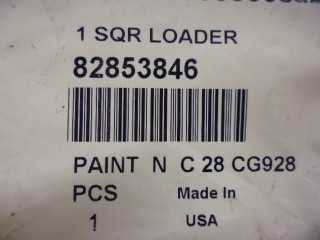 1 SQR LOADER
82853846
PAINT N C 28 CG928
PCS Made In
1 USA